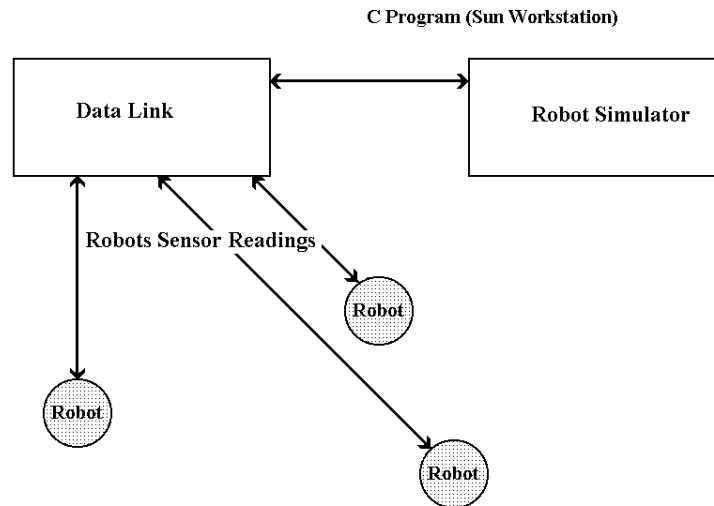 C Program (Sun Workstation)
Data Link
Robot Simulator
Robots Sensor Readings
Robot
Robot
Robot